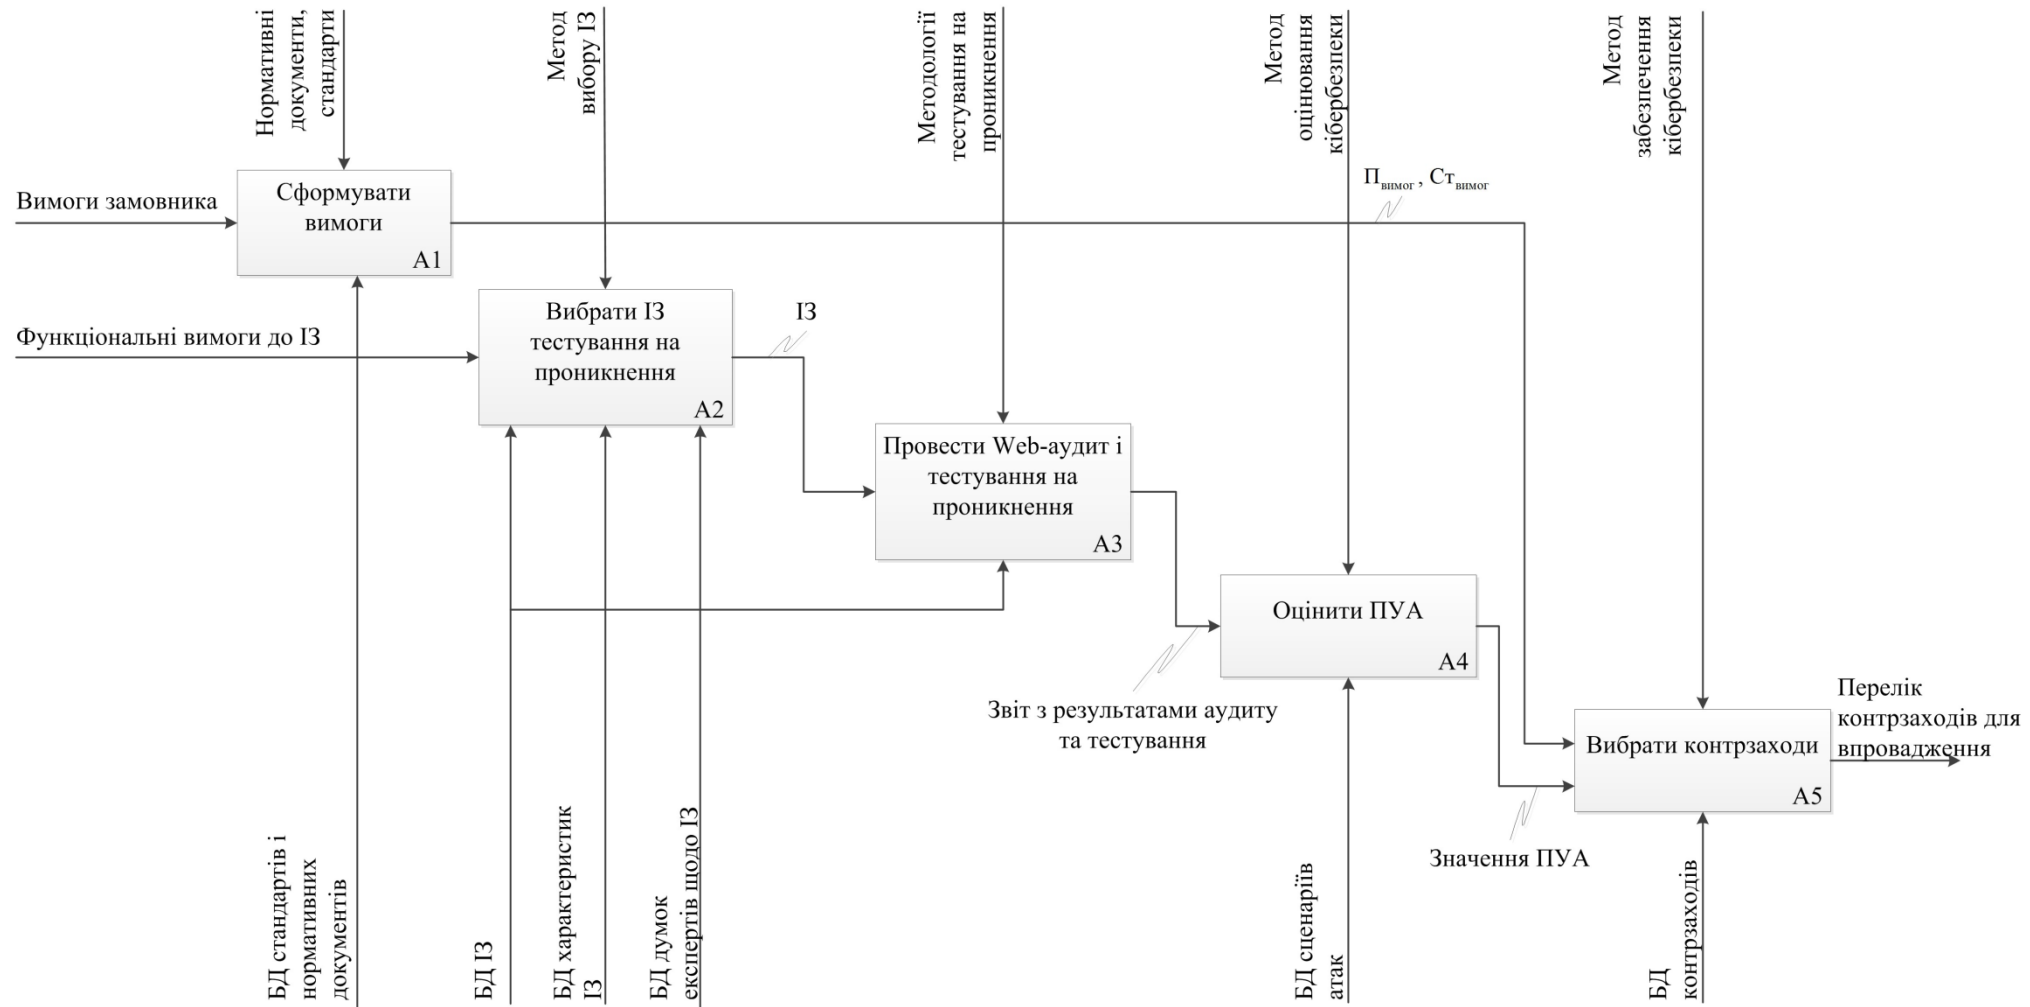 Нормативні
документи,
стандарти
Метод
вибору ІЗ
Методології
тестування на
проникнення
Метод
оцінювання
кібербезпеки
Метод
забезпечення
кібербезпеки
Вимоги замовника
Сформувати
вимоги
А1
Пвимог , Ствимог
Функціональні вимоги до ІЗ
Вибрати ІЗ
тестування на
проникнення
А2
ІЗ
Провести Web-аудит і
тестування на
проникнення
А3
Оцінити ПУА
А4
Звіт з результатами аудиту
та тестування
Вибрати контрзаходи
А5
Перелік
контрзаходів для
впровадження
Значення ПУА
БД стандартів і
нормативних
документів
БД ІЗ
БД характеристик
ІЗ
БД думок
експертів щодо ІЗ
БД сценаріїв
атак
БД
контрзаходів